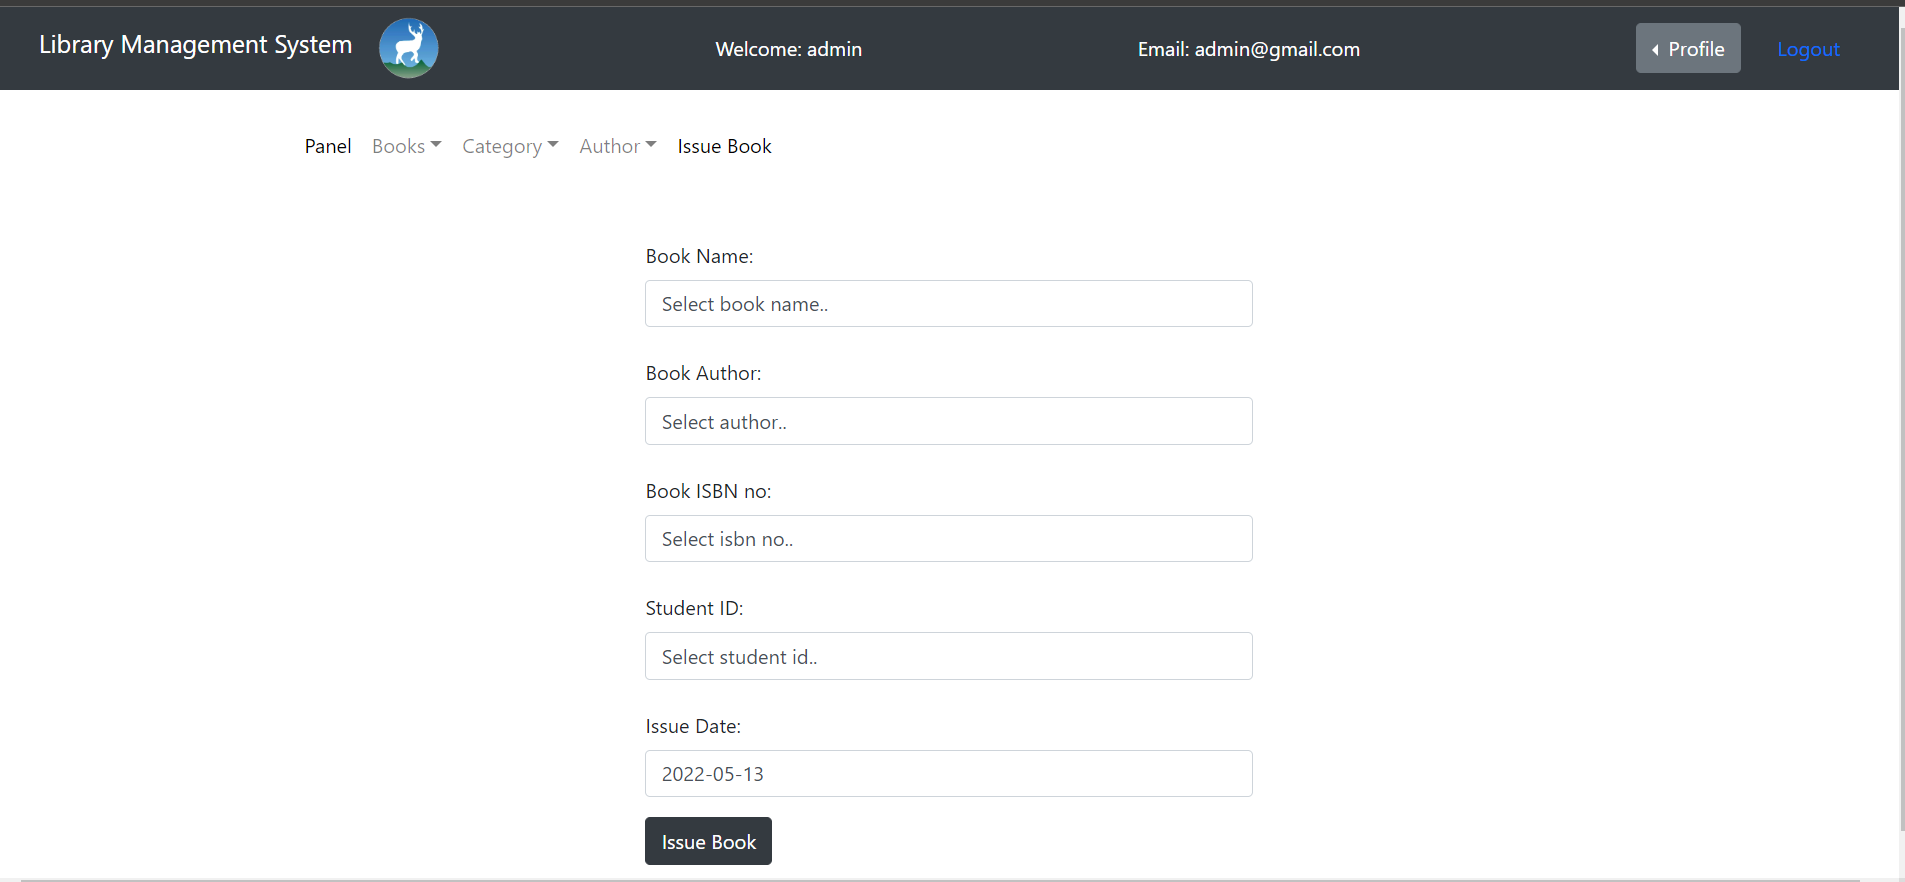 Library Management System
Welcome: admin
Email: admin@gmail.com
Profile
Logout
Panel Books Category Author Issue Book
Book Name:
Select book name..
Book Author:
Select author..
Book ISBN no:
Select isbn no..
Student ID:
Select student id..
Issue Date:
2022-05-13
Issue Book